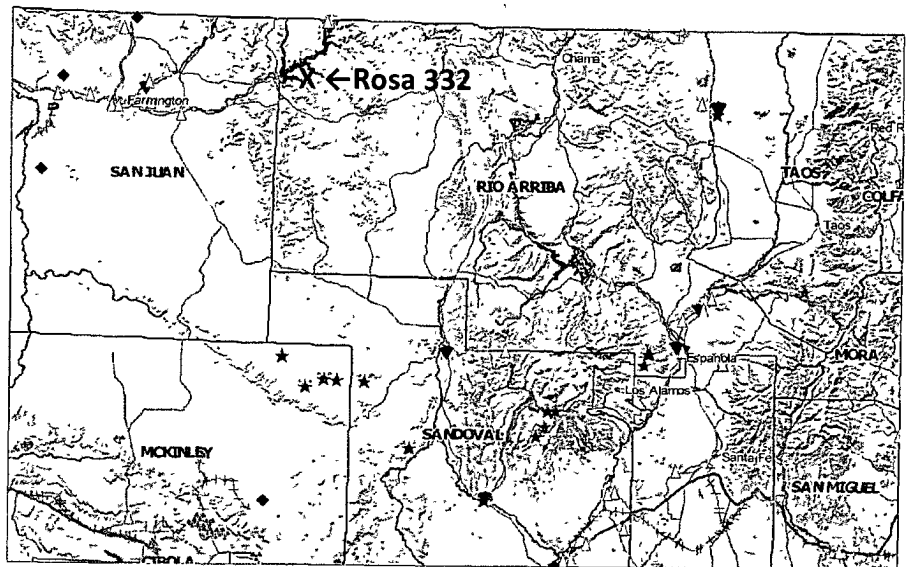 Chama
X ←Rosa 332
Farmington
Red R
SAN JUAN
TAOS
RIO ARRIBA
COLF
Taos
MORA
Española
Los Alamos
SANDOVAL
MCKINLEY
Santa Fe
SAN MIGUEL
CIBOLA